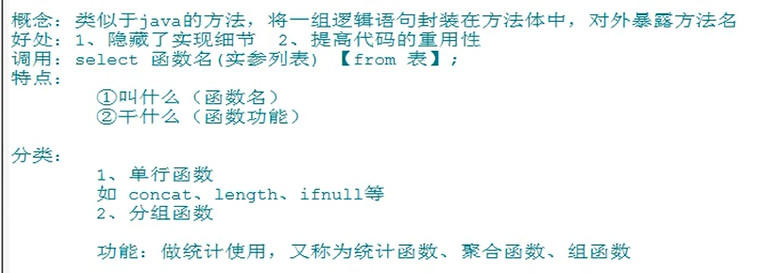 概念: 类似于java的方法，将一组逻辑语句封装在方法体中，对外暴露方法名
好处: 1、隐藏了实现细节 2、提高代码的重用性
调用: select 函数名(实参列表) 【from 表】;
特点:
①叫什么（函数名）
②干什么（函数功能）
分类:
1、单行函数
如 concat、length、ifnull等
2、分组函数
功能: 做统计使用，又称为统计函数、聚合函数、组函数